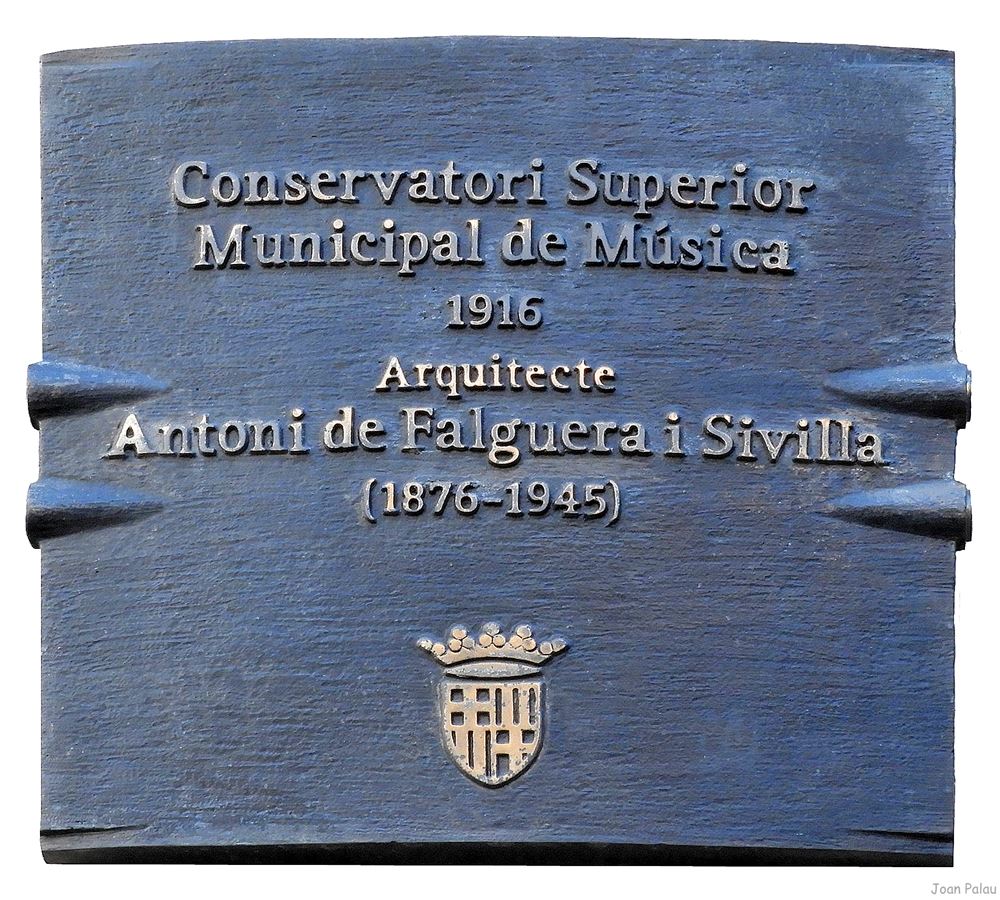 Conservatori Superior
Municipal de Música
1916
Arquitecte
Antoni de Falguera i Sivilla
(1876-1945)
Joan Palau